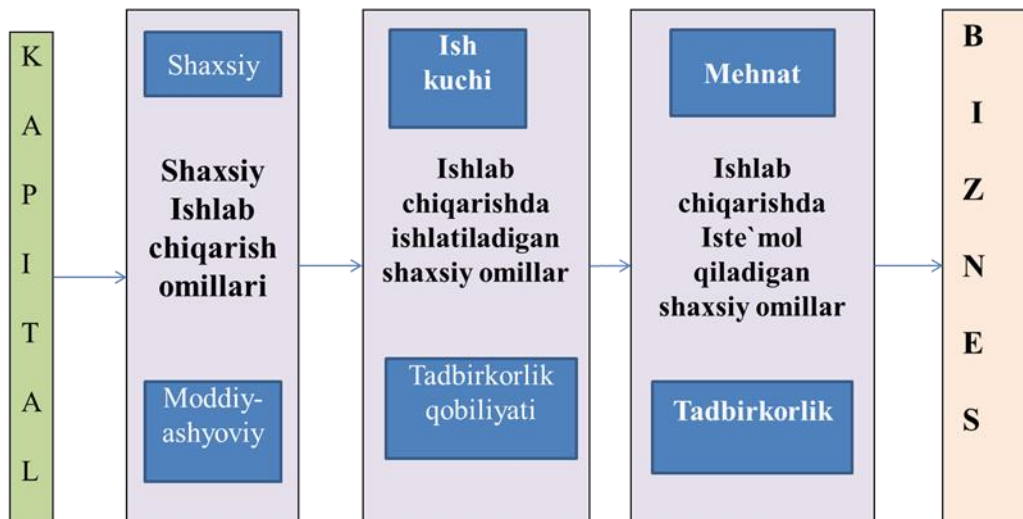 K
A
P
I
T
A
L
Shaxsiy
Shaxsiy
Ishlab
chiqarish
omillari
Moddiy-
ashyoviy
Ish
kuchi
Ishlab
chiqarishda
ishlatiladigan
shaxsiy omillar
Tadbirkorlik
qobiliyati
Mehnat
Ishlab
chiqarishda
Iste`mol
qiladigan
shaxsiy omillar
Tadbirkorlik
B
I
Z
N
E
S